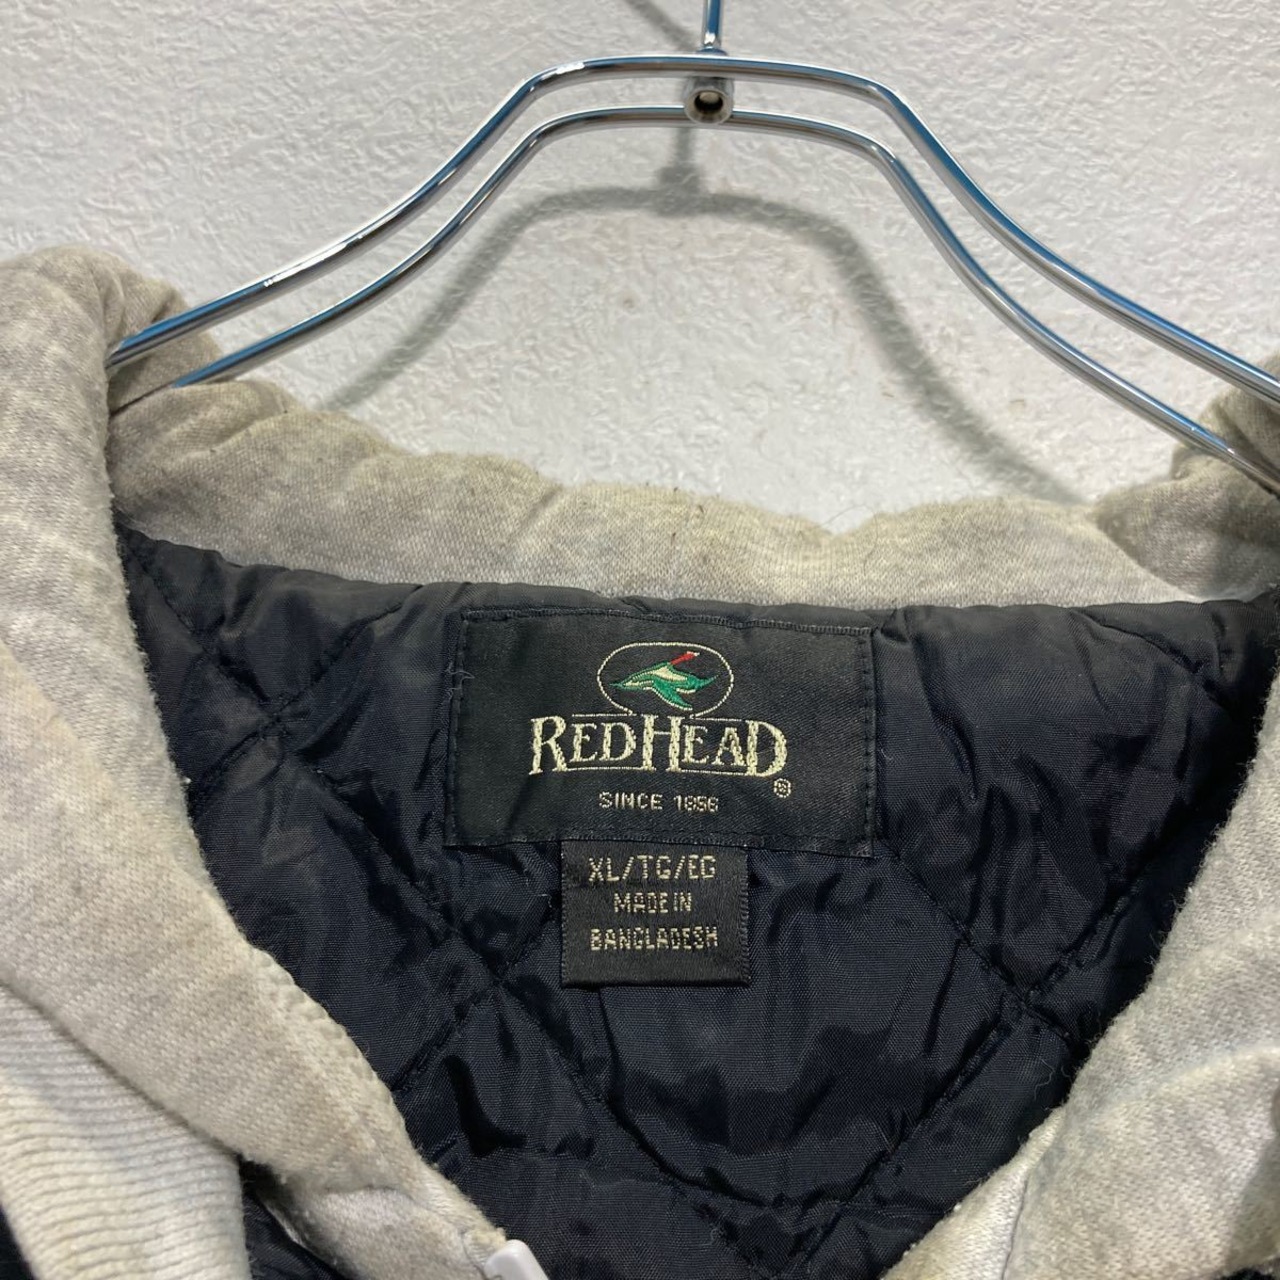 REDHEAD
®
SINCE 1856
XL/TG/EG
MADE IN
BANGLADESH